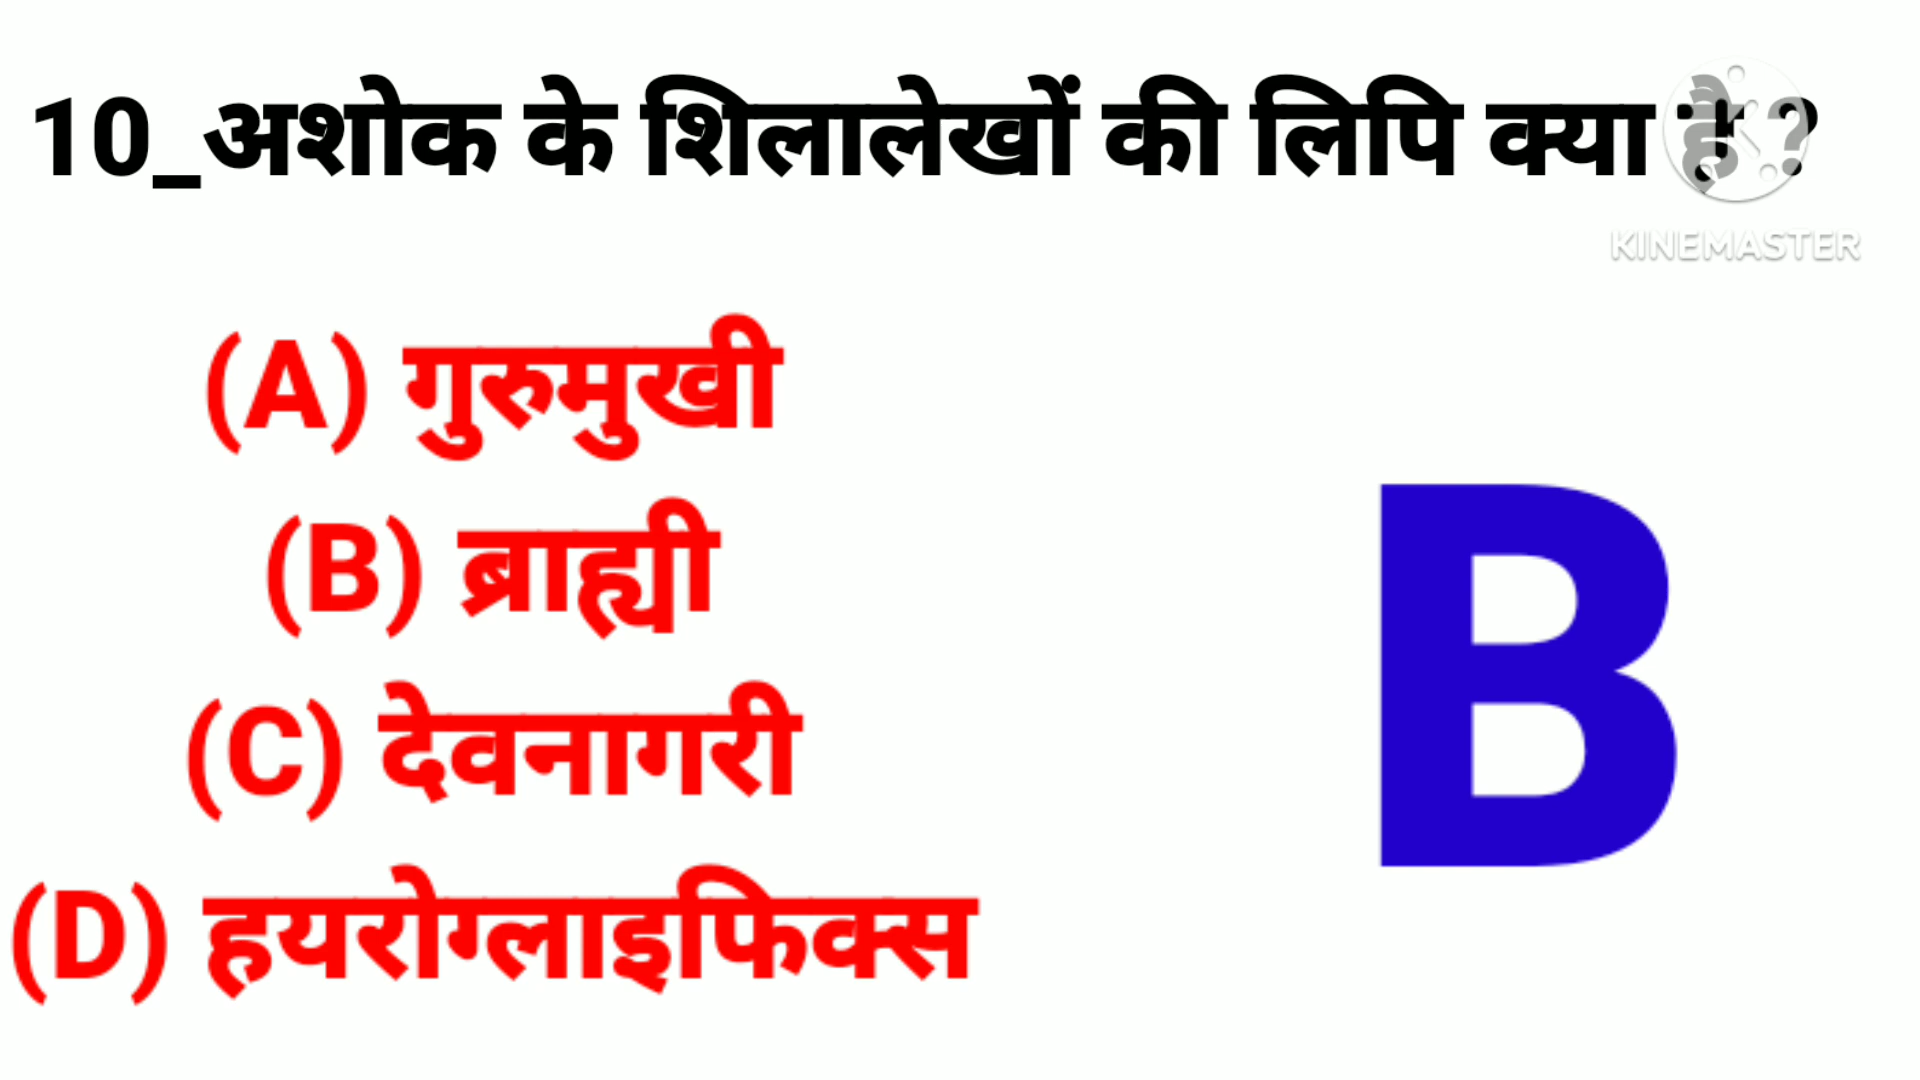 10_अशोक के शिलालेखों की लिपि क्या है ?
KINEMASTER
(A) गुरुमुखी
(B) ब्राह्यी
(C) देवनागरी
(D) हयरोग्लाइफिक्स
B